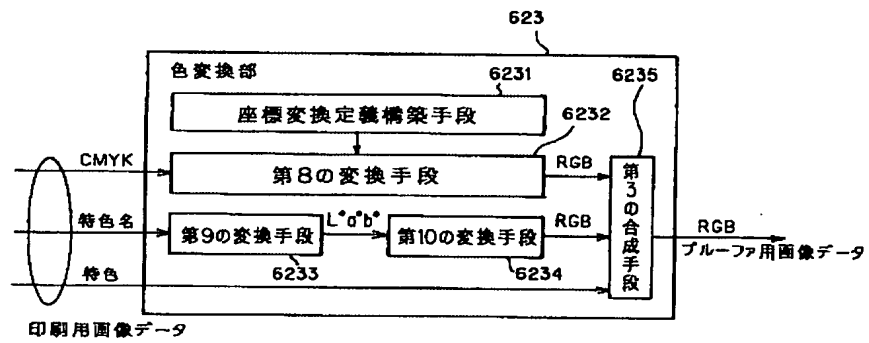 623
色変換部
6231
6235
座標変換定義構築手段
6232
CMYK
第8の変換手段
RGB
第3の合成手段
特色名
第9の変換手段
L*a*b*
第10の変換手段
RGB
RGB
プルーファ用画像データ
6233
6234
特色
印刷用画像データ